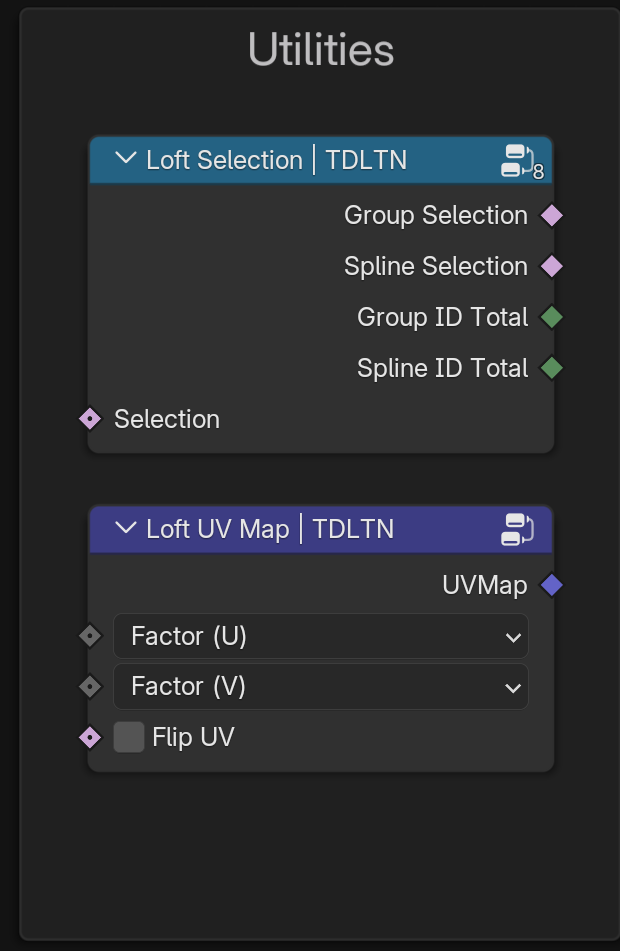 Utilities
Loft Selection | TDLTN
8
Group Selection
Spline Selection
Group ID Total
Spline ID Total
Selection
Loft UV Map | TDLTN
UVMap
Factor (U)
Factor (V)
Flip UV